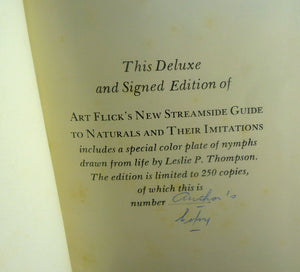 This Deluxe
and Signed Edition of
ART FLICK'S NEW STREAMSIDE GUIDE
TO NATURALS AND THEIR IMITATIONS
includes a special color plate of nymphs
drawn from life by Leslie P. Thompson.
The edition is limited to 250 copies,
of which this is
number Author's
Copy